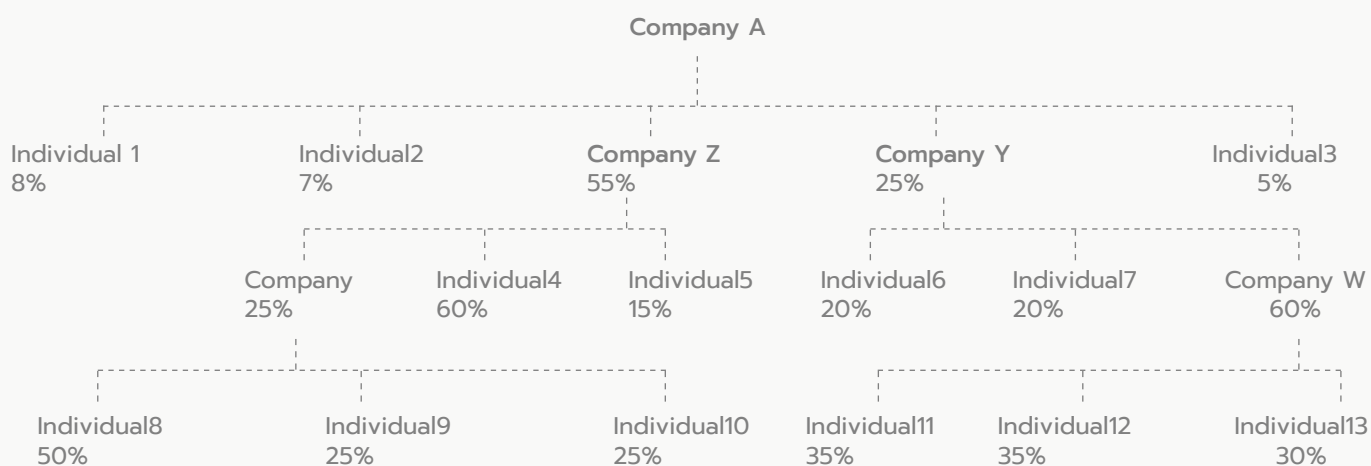 Company A
Individual 1 Individual2 Company Z Company Y Individual3
8% 7% 55% 25% 5%
Company Individual4 Individual5 Individual6 Individual7 Company W
25% 60% 15% 20% 20% 60%
Individual8 Individual9 Individual10 Individual11 Individual12 Individual13
50% 25% 25% 35% 35% 30%